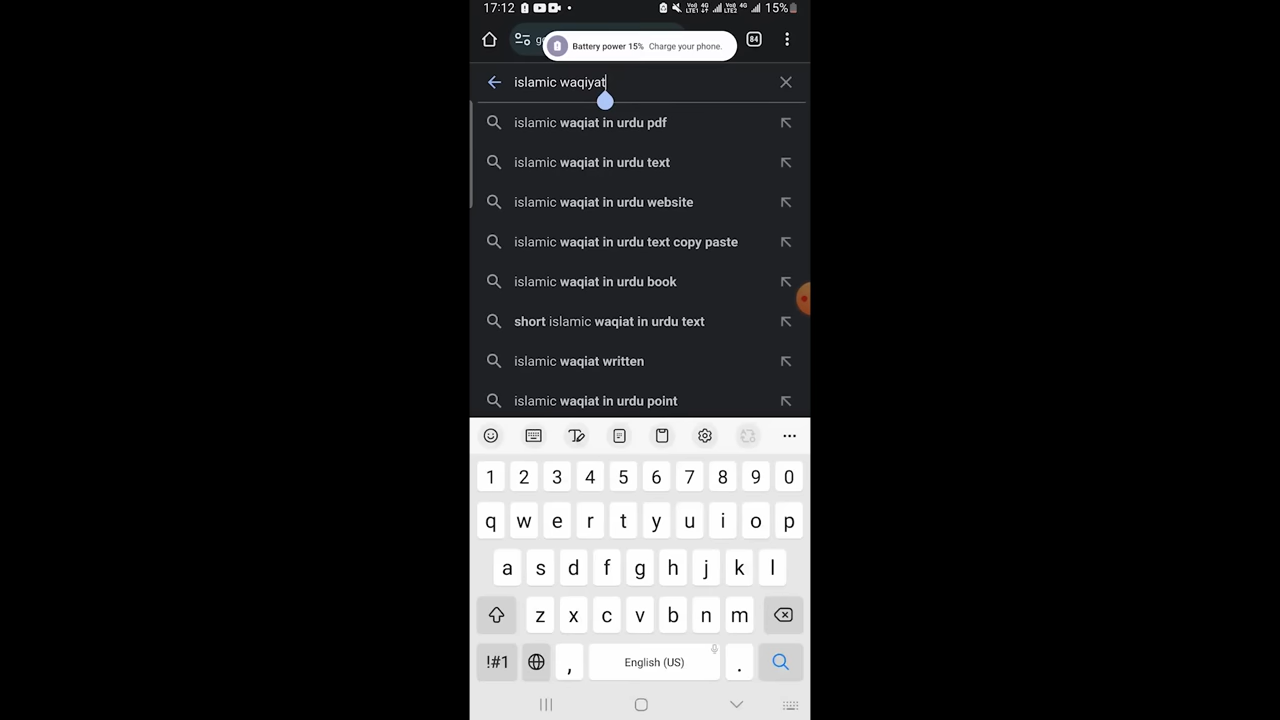 17:12 15%
Battery power 15% Charge your phone.
84
islamic waqiyat
islamic waqiat in urdu pdf
islamic waqiat in urdu text
islamic waqiat in urdu website
islamic waqiat in urdu text copy paste
islamic waqiat in urdu book
short islamic waqiat in urdu text
islamic waqiat written
islamic waqiat in urdu point
1 2 3 4 5 6 7 8 9 0
q w e r t y u i o p
a s d f g h j k l
z x c v b n m
!#1 , English (US) .